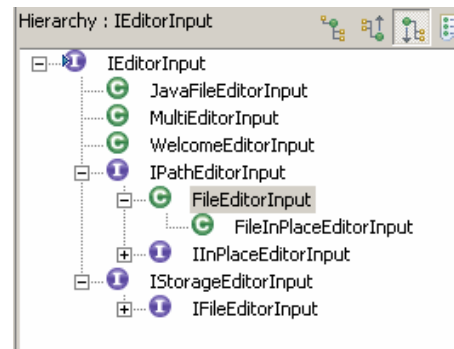 Hierarchy : IEditorInput
IEditorInput
JavaFileEditorInput
MultiEditorInput
WelcomeEditorInput
IPathEditorInput
FileEditorInput
FileInPlaceEditorInput
IInPlaceEditorInput
IStorageEditorInput
IFileEditorInput